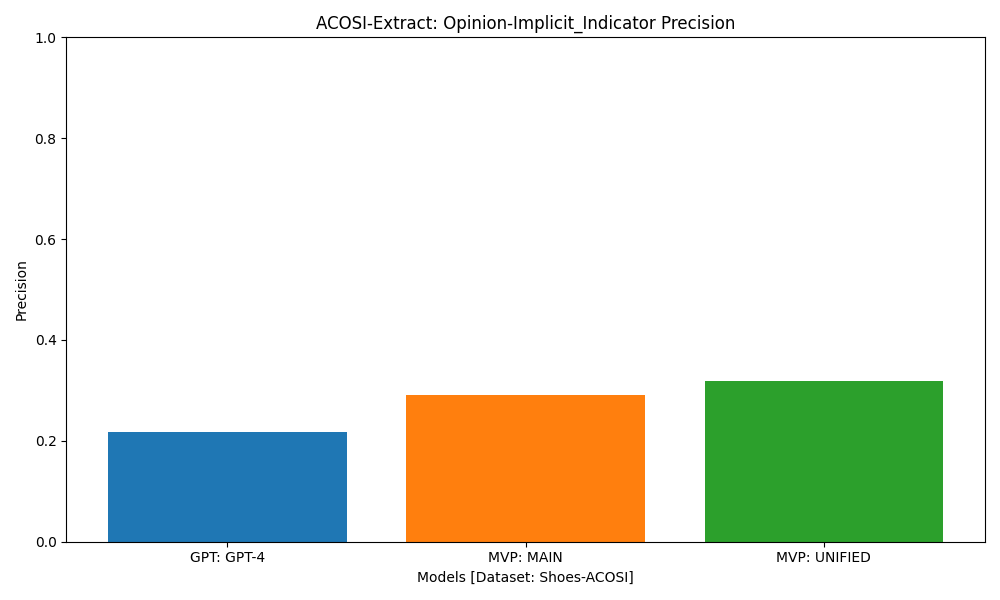 ACOSI-Extract: Opinion-Implicit_Indicator Precision
1.0
0.8
0.6
0.4
0.2
0.0
Precision
GPT: GPT-4
MVP: MAIN
MVP: UNIFIED
Models [Dataset: Shoes-ACOSI]